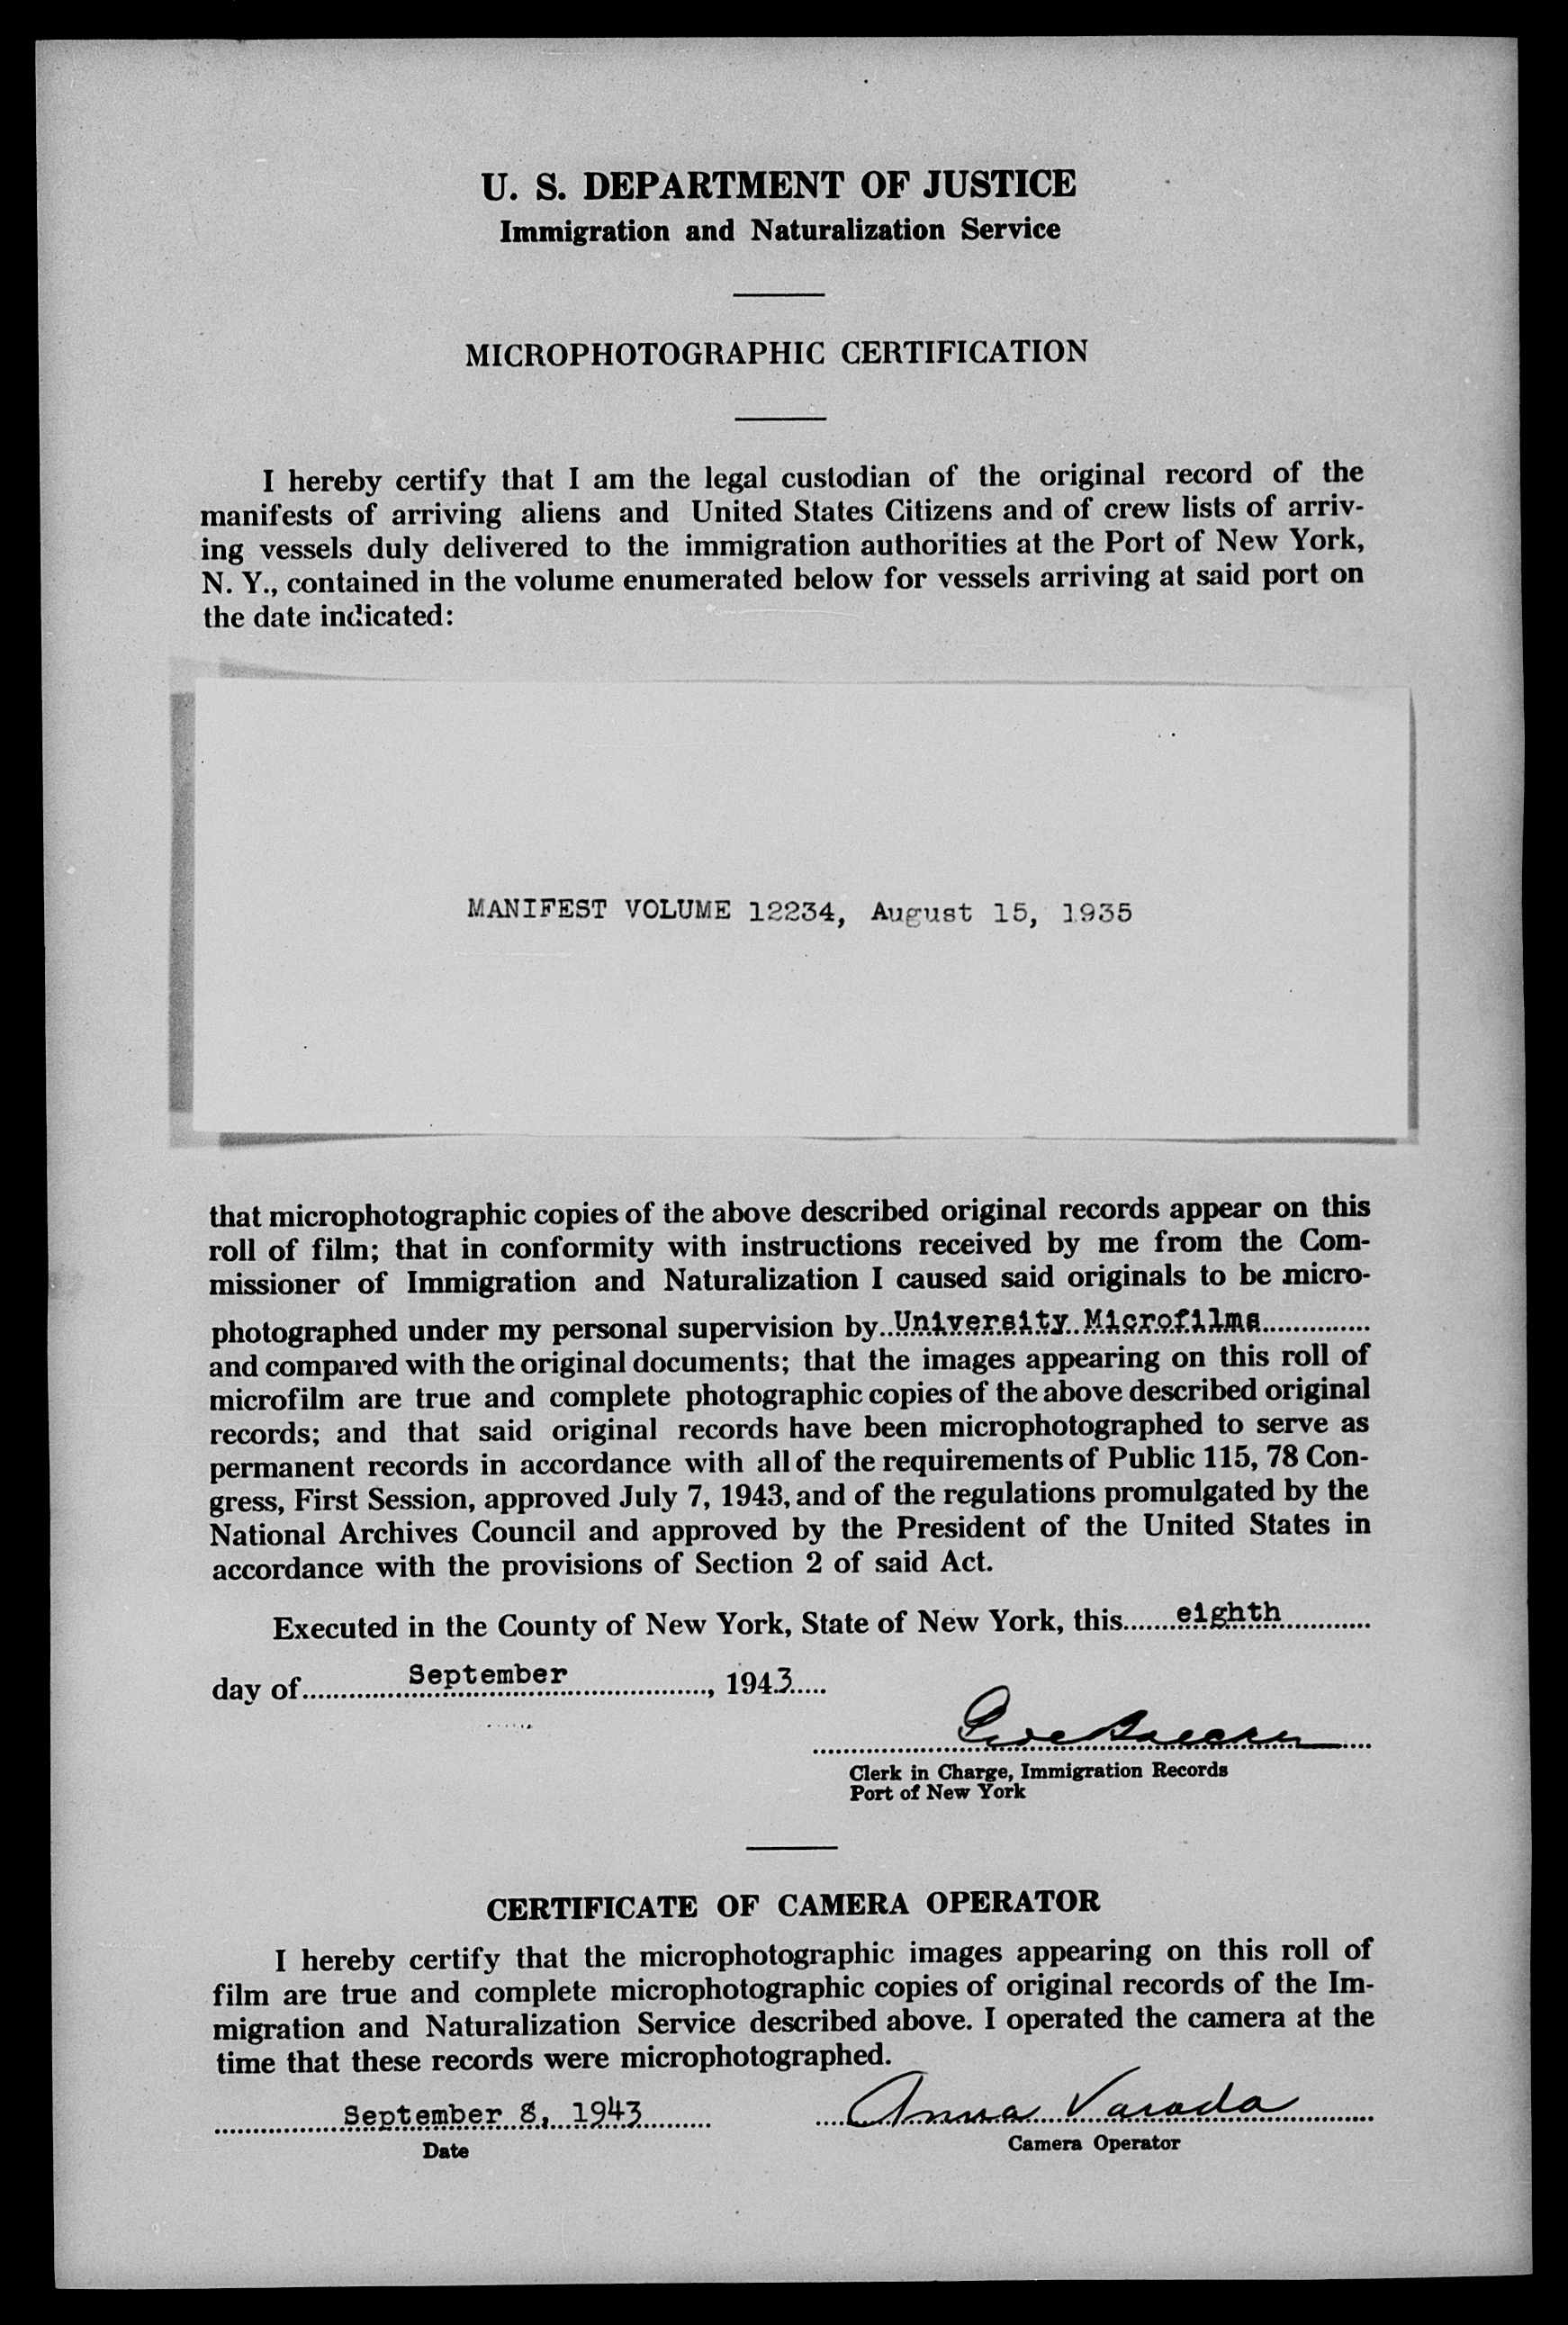 U. S. DEPARTMENT OF JUSTICE
Immigration and Naturalization Service
MICROPHOTOGRAPHIC CERTIFICATION
I hereby certify that I am the legal custodian of the original record of the
manifests of arriving aliens and United States Citizens and of crew lists of arriv-
ing vessels duly delivered to the immigration authorities at the Port of New York,
N. Y., contained in the volume enumerated below for vessels arriving at said port on
the date indicated:
MANIFEST VOLUME 12234, August 15, 1935
that microphotographic copies of the above described original records appear on this
roll of film; that in conformity with instructions received by me from the Com-
missioner of Immigration and Naturalization I caused said originals to be micro-
photographed under my personal supervision by University Microfilms
and compared with the original documents; that the images appearing on this roll of
microfilm are true and complete photographic copies of the above described original
records; and that said original records have been microphotographed to serve as
permanent records in accordance with all of the requirements of Public 115, 78 Con-
gress, First Session, approved July 7, 1943, and of the regulations promulgated by the
National Archives Council and approved by the President of the United States in
accordance with the provisions of Section 2 of said Act.
Executed in the County of New York, State of New York, this eighth
day of September, 1943
Clerk in Charge, Immigration Records
Port of New York
CERTIFICATE OF CAMERA OPERATOR
I hereby certify that the microphotographic images appearing on this roll of
film are true and complete microphotographic copies of original records of the Im-
migration and Naturalization Service described above. I operated the camera at the
time that these records were microphotographed.
September 8, 1943 Anna Varada
Date Camera Operator